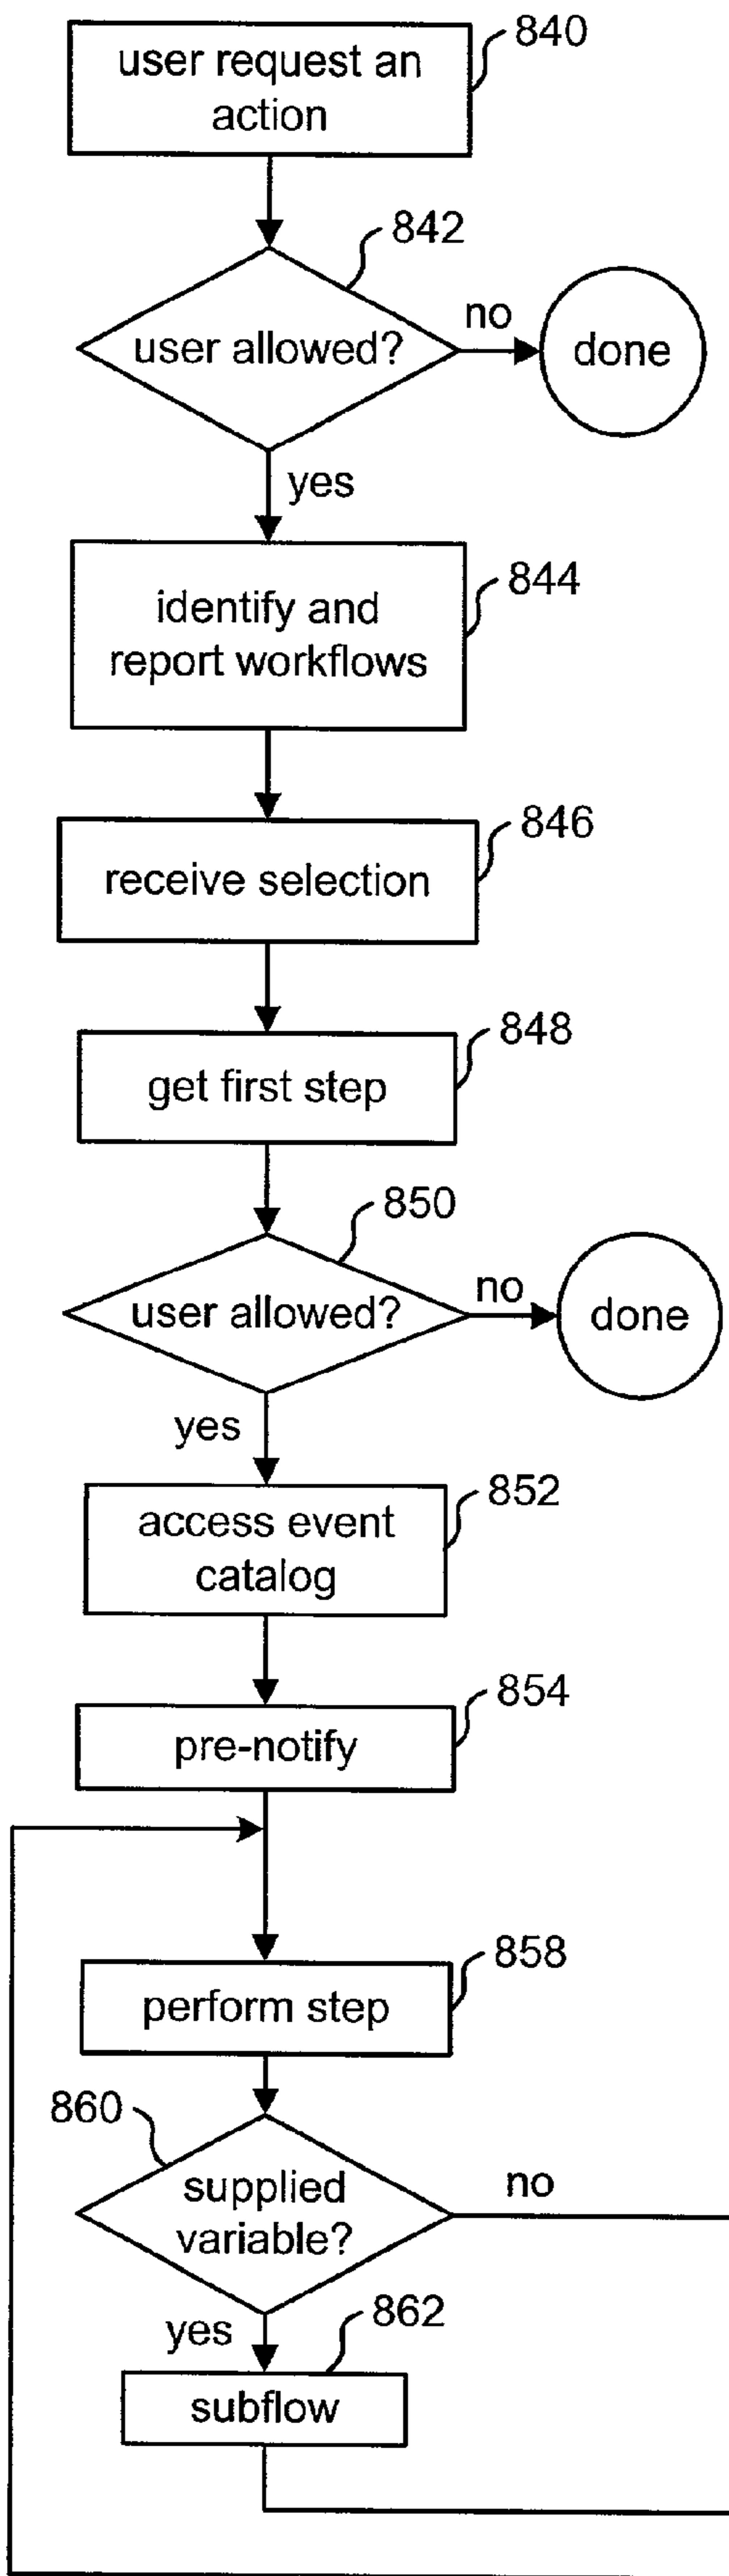 840
user request an
action
842
user allowed?
no
done
yes
844
identify and
report workflows
846
receive selection
848
get first step
850
user allowed?
no
done
yes
852
access event
catalog
854
pre-notify
858
perform step
860
supplied
variable?
no
yes
862
subflow